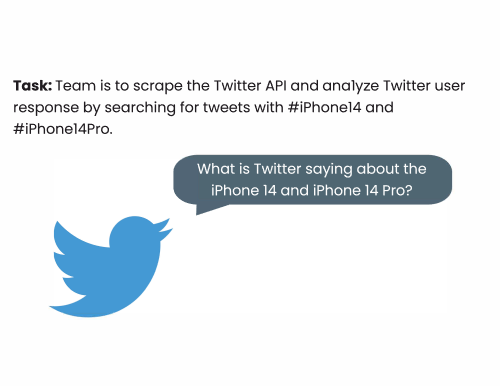 Task: Team is to scrape the Twitter API and analyze Twitter user
response by searching for tweets with #iPhone14 and
#iPhone14Pro.
What is Twitter saying about the
iPhone 14 and iPhone 14 Pro?